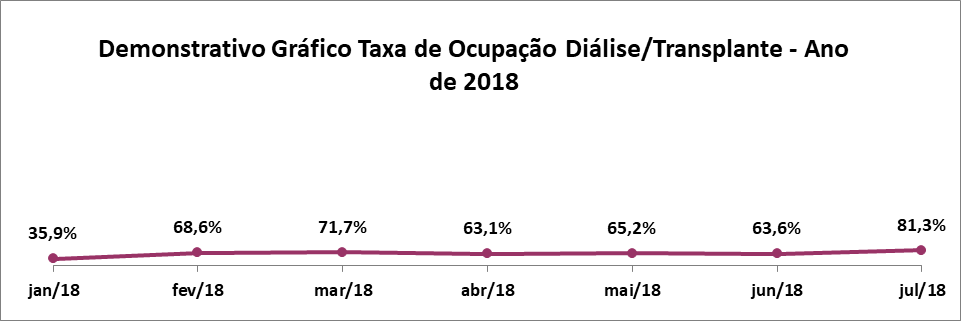 Demonstrativo Gráfico Taxa de Ocupação Diálise/Transplante - Ano
de 2018
35,9% 68,6% 71,7% 63,1% 65,2% 63,6% 81,3%
jan/18 fev/18 mar/18 abr/18 mai/18 jun/18 jul/18